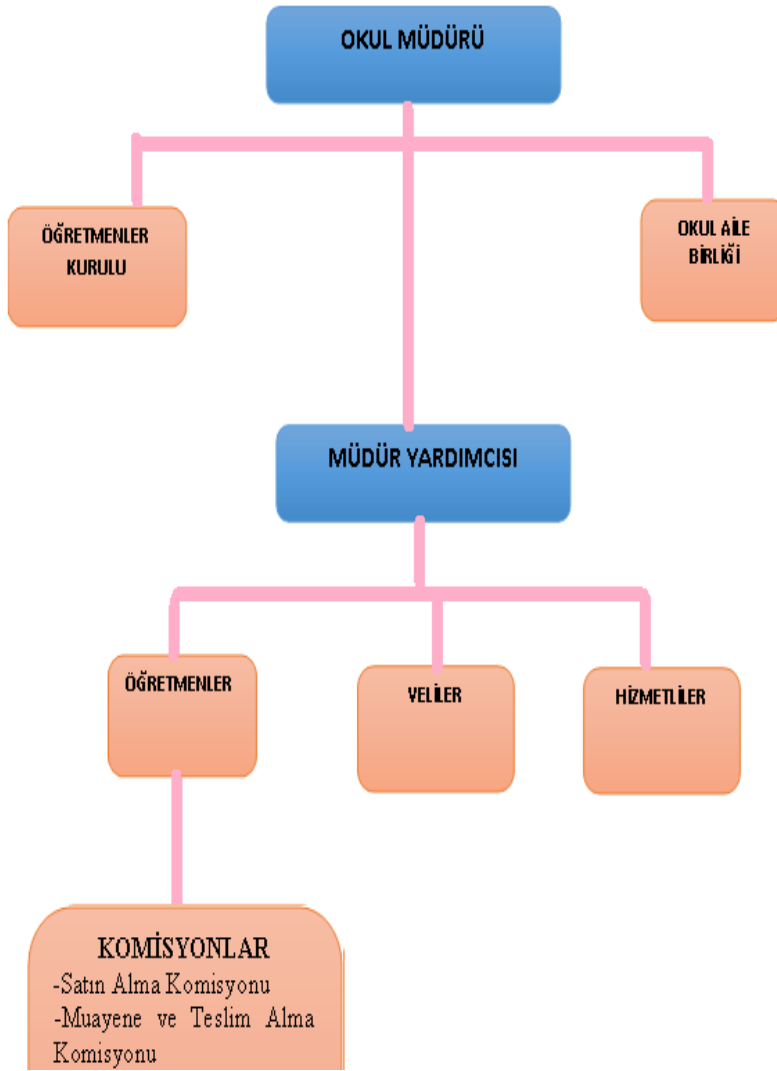 OKUL MÜDÜRÜ
ÖĞRETMENLER
KURULU
OKUL AİLE
BİRLİĞİ
MÜDÜR YARDIMCISI
ÖĞRETMENLER
VELİLER
HİZMETLİLER
KOMİSYONLAR
-Satın Alma Komisyonu
-Muayene ve Teslim Alma
Komisyonu